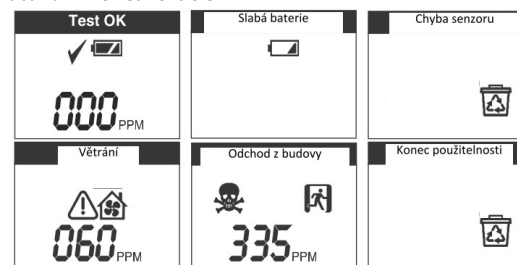 Test OK
000 PPM
Slabá baterie
Chyba senzoru
Větrání
060 PPM
Odchod z budovy
335 PPM
Konec použitelnosti